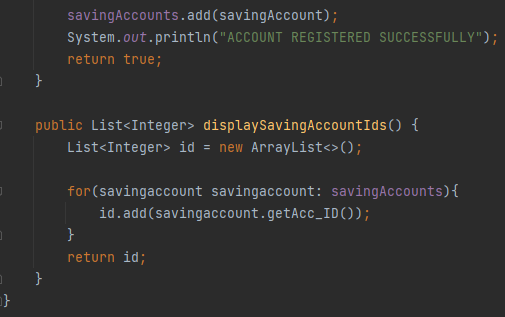 savingAccounts.add(savingAccount);
System.out.println("ACCOUNT REGISTERED SUCCESSFULLY");
return true;
}
public List<Integer> displaySavingAccountIds() {
List<Integer> id = new ArrayList<>();
for(savingaccount savingaccount: savingAccounts){
id.add(savingaccount.getAcc_ID());
}
return id;
}
}